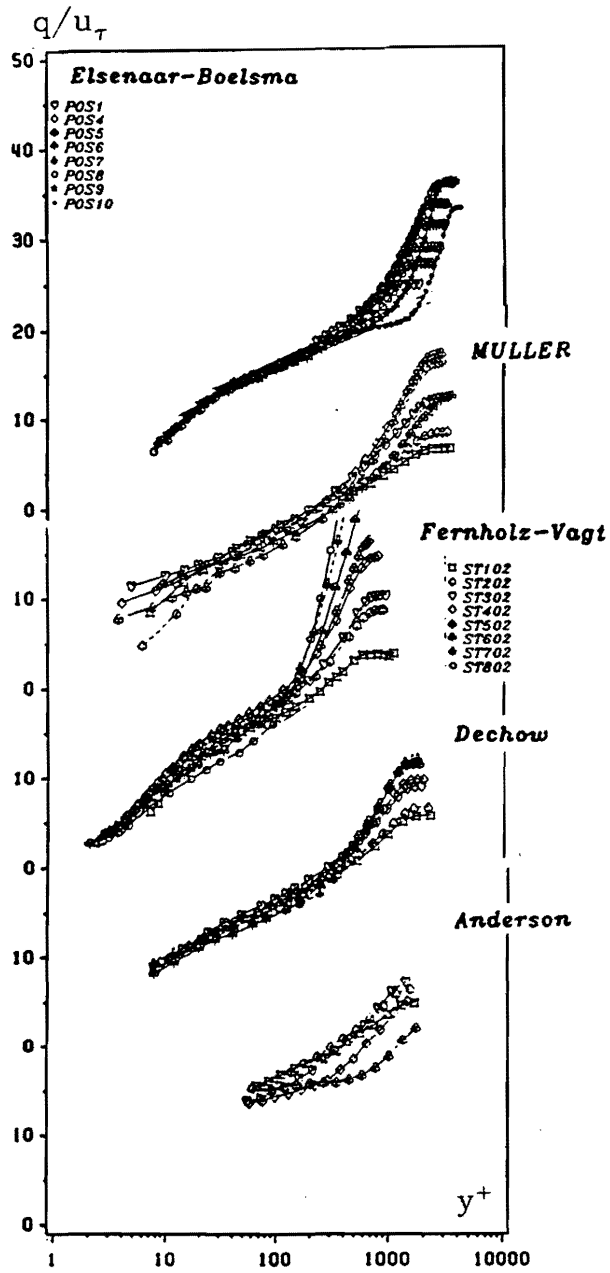 q/uτ
50
Elsenaar-Boelsma
POS1
POS4
POS5
POS6
POS7
POS8
POS9
POS10
40
30
20
MULLER
10
0
Fernholz-Vagt
ST102
ST202
ST302
ST402
ST502
ST602
ST702
ST802
10
0
Dechow
10
0
Anderson
10
0
10
0
y+
1
10
100
1000
10000